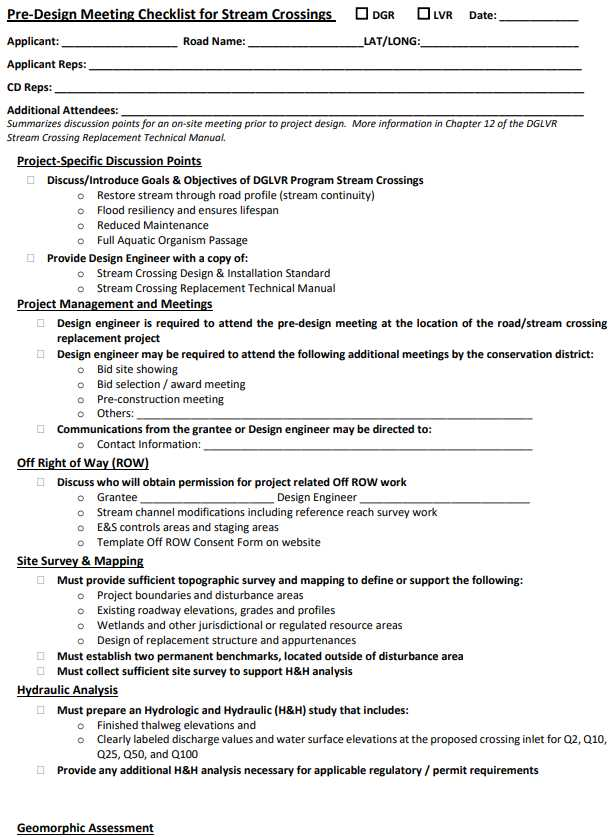 Pre-Design Meeting Checklist for Stream Crossings ☐ DGR ☐ LVR Date: _____________
Applicant: ___________________ Road Name: ___________________LAT/LONG:__________________________
Applicant Reps: _________________________________________________________________________________
CD Reps: _______________________________________________________________________________________
Additional Attendees: ____________________________________________________________________________
Summarizes discussion points for an on-site meeting prior to project design. More information in Chapter 12 of the DGLVR
Stream Crossing Replacement Technical Manual.
Project-Specific Discussion Points
☐ Discuss/Introduce Goals & Objectives of DGLVR Program Stream Crossings
o Restore stream through road profile (stream continuity)
o Flood resiliency and ensures lifespan
o Reduced Maintenance
o Full Aquatic Organism Passage
☐ Provide Design Engineer with a copy of:
o Stream Crossing Design & Installation Standard
o Stream Crossing Replacement Technical Manual
Project Management and Meetings
☐ Design engineer is required to attend the pre-design meeting at the location of the road/stream crossing
replacement project
☐ Design engineer may be required to attend the following additional meetings by the conservation district:
o Bid site showing
o Bid selection / award meeting
o Pre-construction meeting
o Others: _________________________________________________________________
☐ Communications from the grantee or Design engineer may be directed to:
o Contact Information: ______________________________________________________
Off Right of Way (ROW)
☐ Discuss who will obtain permission for project related Off ROW work
o Grantee ______________________ Design Engineer ____________________________
o Stream channel modifications including reference reach survey work
o E&S controls areas and staging areas
o Template Off ROW Consent Form on website
Site Survey & Mapping
☐ Must provide sufficient topographic survey and mapping to define or support the following:
o Project boundaries and disturbance areas
o Existing roadway elevations, grades and profiles
o Wetlands and other jurisdictional or regulated resource areas
o Design of replacement structure and appurtenances
☐ Must establish two permanent benchmarks, located outside of disturbance area
☐ Must collect sufficient site survey to support H&H analysis
Hydraulic Analysis
☐ Must prepare an Hydrologic and Hydraulic (H&H) study that includes:
o Finished thalweg elevations and
o Clearly labeled discharge values and water surface elevations at the proposed crossing inlet for Q2, Q10,
Q25, Q50, and Q100
☐ Provide any additional H&H analysis necessary for applicable regulatory / permit requirements
Geomorphic Assessment